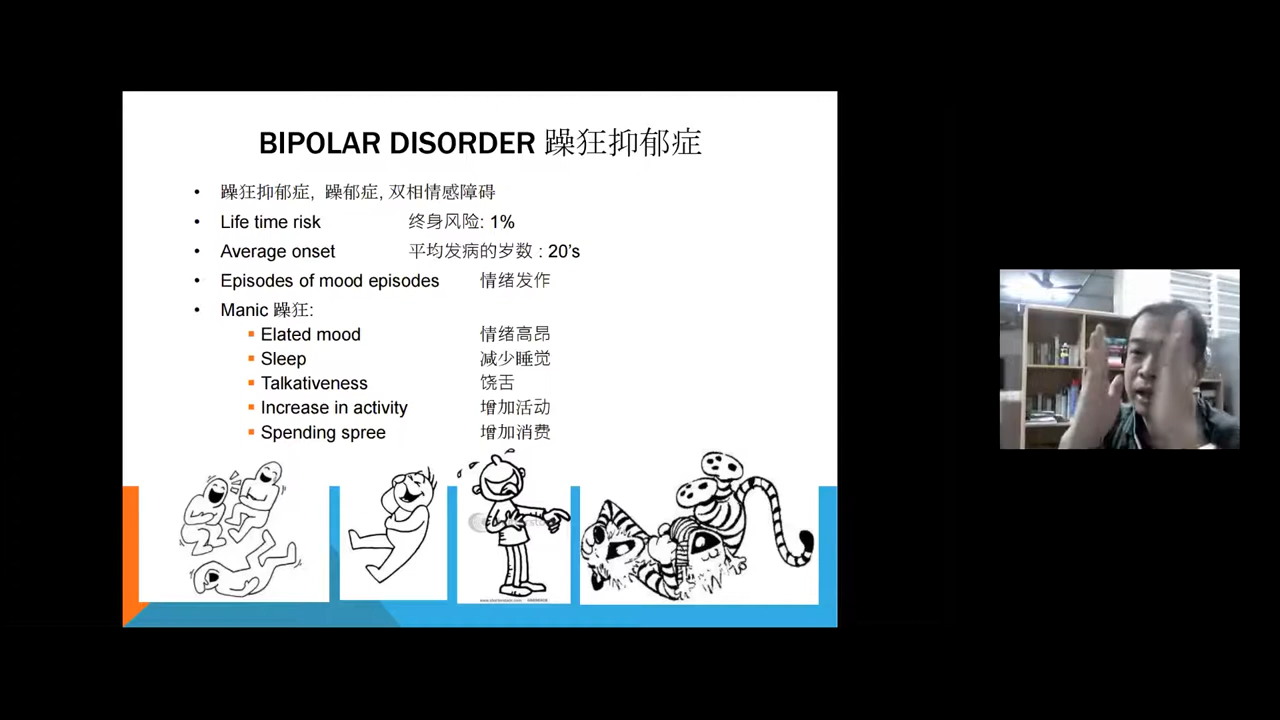 BIPOLAR DISORDER 躁狂抑郁症
• 躁狂抑郁症, 躁郁症, 双相情感障碍
• Life time risk 终身风险: 1%
• Average onset 平均发病的岁数 : 20's
• Episodes of mood episodes 情绪发作
• Manic 躁狂:
▪ Elated mood 情绪高昂
▪ Sleep 减少睡觉
▪ Talkativeness 饶舌
▪ Increase in activity 增加活动
▪ Spending spree 增加消费